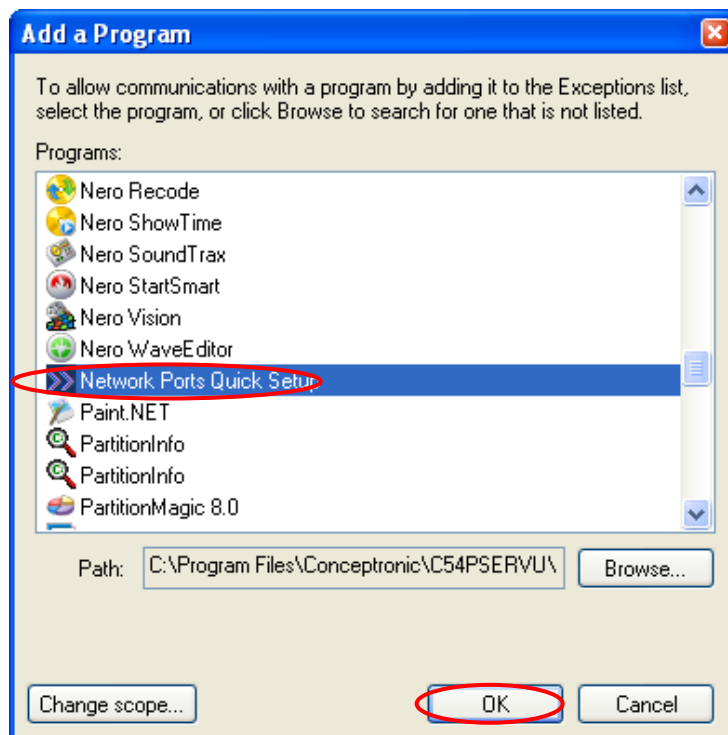 Add a Program
To allow communications with a program by adding it to the Exceptions list,
select the program, or click Browse to search for one that is not listed.
Programs:
Nero Recode
Nero ShowTime
Nero SoundTrax
Nero StartSmart
Nero Vision
Nero WaveEditor
Network Ports Quick Setup
Paint.NET
PartitionInfo
PartitionInfo
PartitionMagic 8.0
Path: C:\Program Files\Conceptronic\C54PSERVU\ Browse...
Change scope... OK Cancel